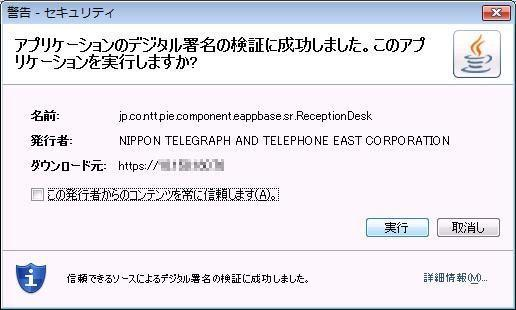 警告 - セキュリティ
アプリケーションのデジタル署名の検証に成功しました。このアプ
リケーションを実行しますか?
名前: jp.co.ntt.pie.component.eappbase.sr.ReceptionDesk
発行者: NIPPON TELEGRAPH AND TELEPHONE EAST CORPORATION
ダウンロード元: https://
この発行者からのコンテンツを常に信頼します(A)。
実行 取消し
信頼できるソースによるデジタル署名の検証に成功しました。 詳細情報(M)...